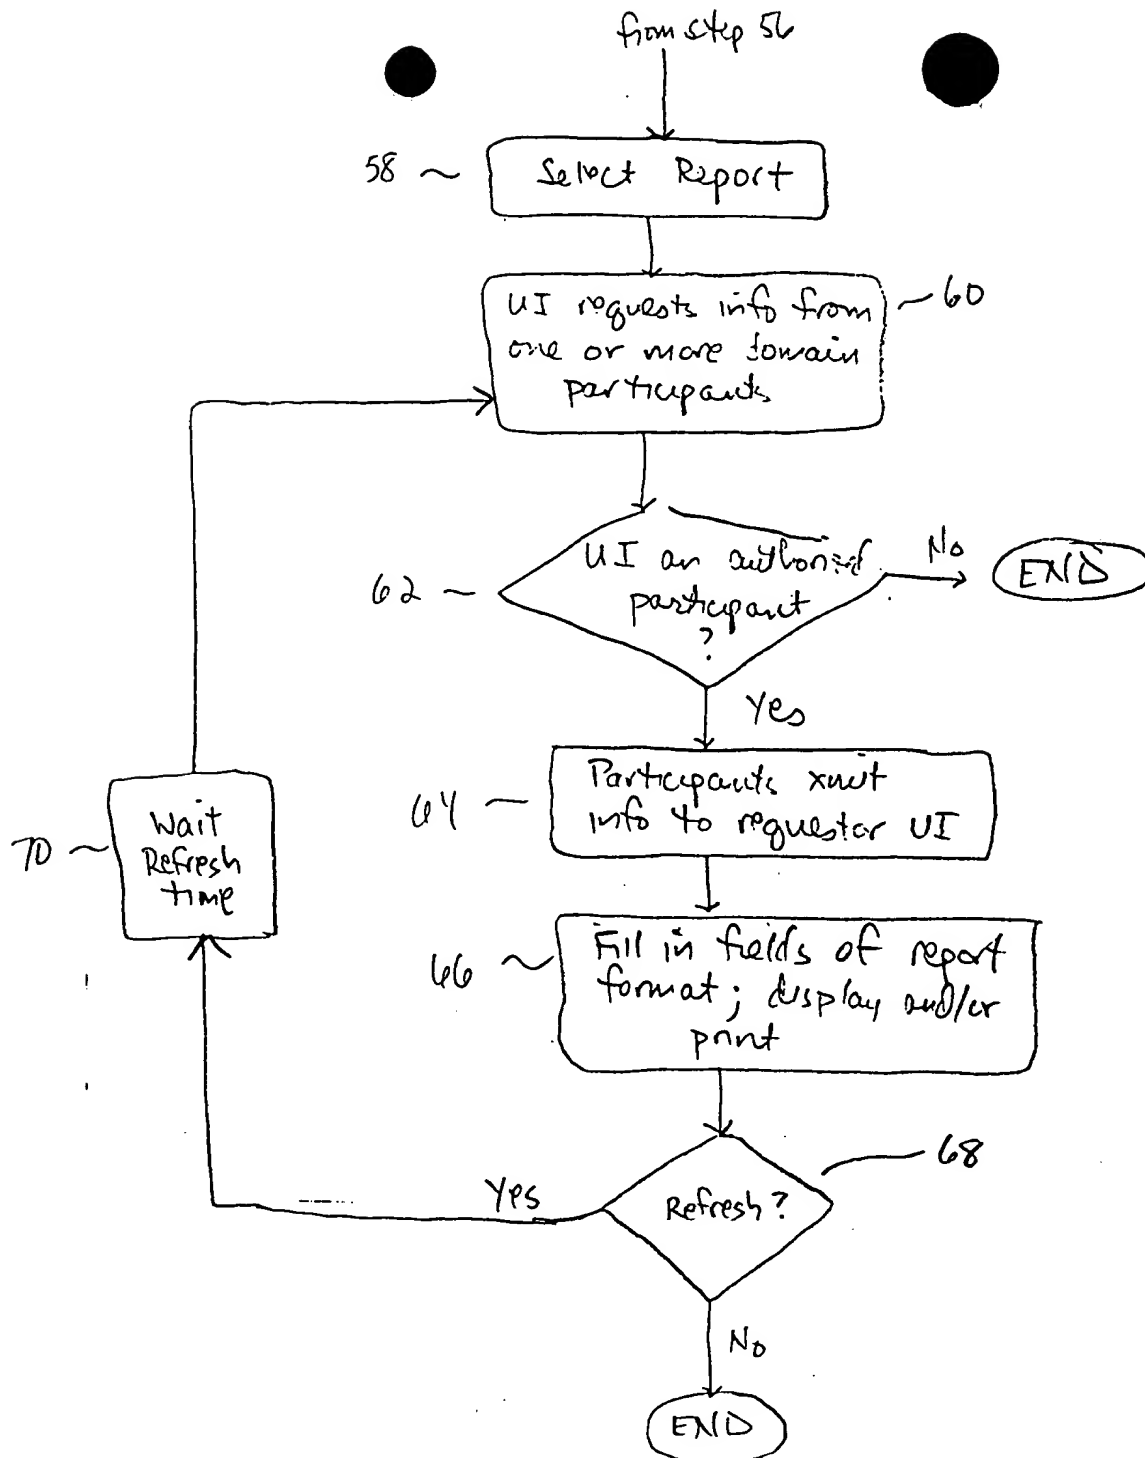 from step 56
58
Select Report
60
UI requests info from
one or more domain
participants
62
UI an authorized
participant
?
No
END
Yes
64
Participants xmit
info to requestor UI
70
Wait
Refresh
time
66
Fill in fields of report
format; display and/or
print
68
Refresh?
Yes
No
END